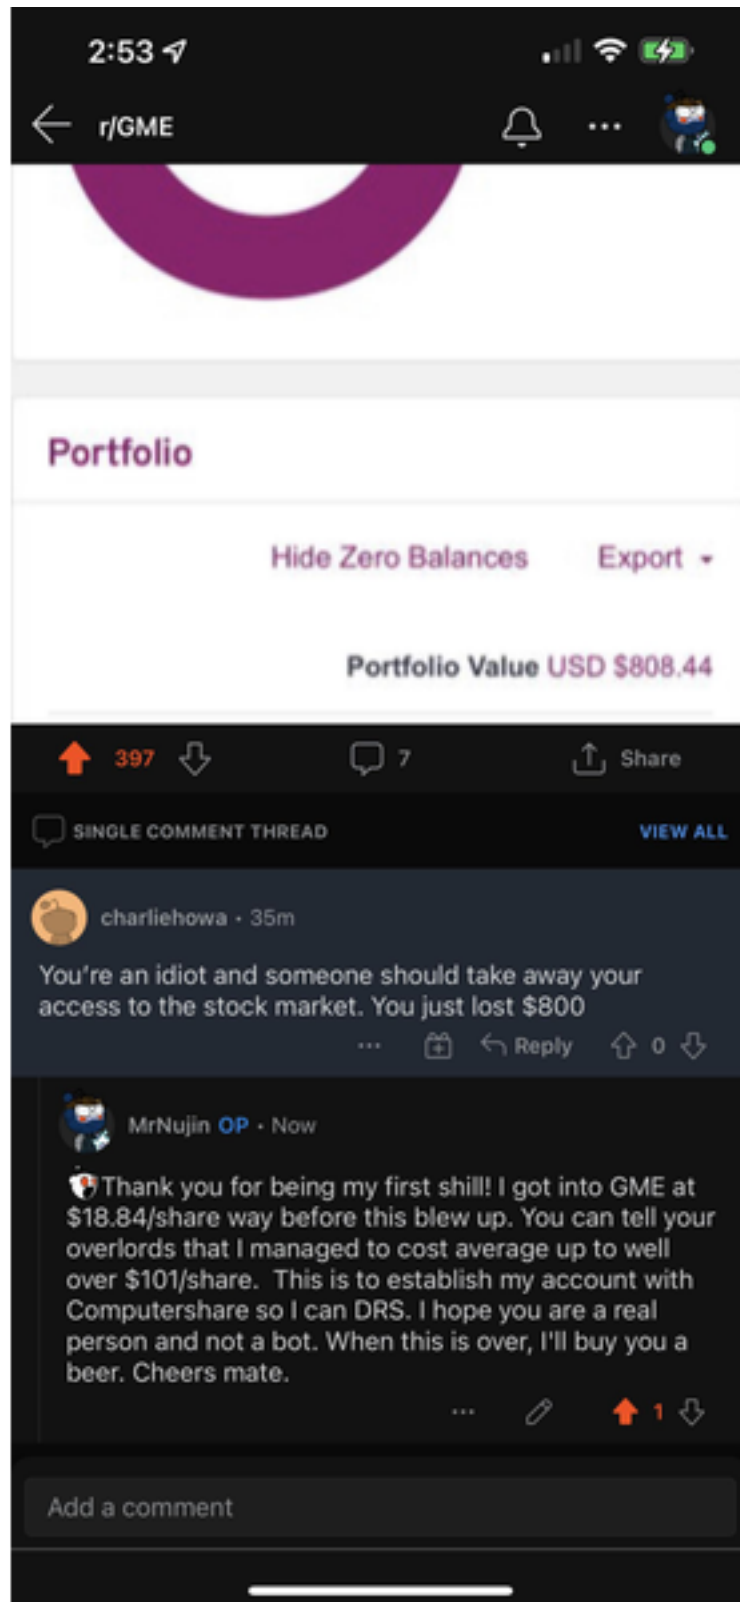 2:53
r/GME
Portfolio
Hide Zero Balances Export
Portfolio Value USD $808.44
397 7 Share
SINGLE COMMENT THREAD VIEW ALL
charliehowa • 35m
You're an idiot and someone should take away your
access to the stock market. You just lost $800
Reply 0
MrNujin OP • Now
Thank you for being my first shill! I got into GME at
$18.84/share way before this blew up. You can tell your
overlords that I managed to cost average up to well
over $101/share.  This is to establish my account with
Computershare so I can DRS. I hope you are a real
person and not a bot. When this is over, I'll buy you a
beer. Cheers mate.
1
Add a comment